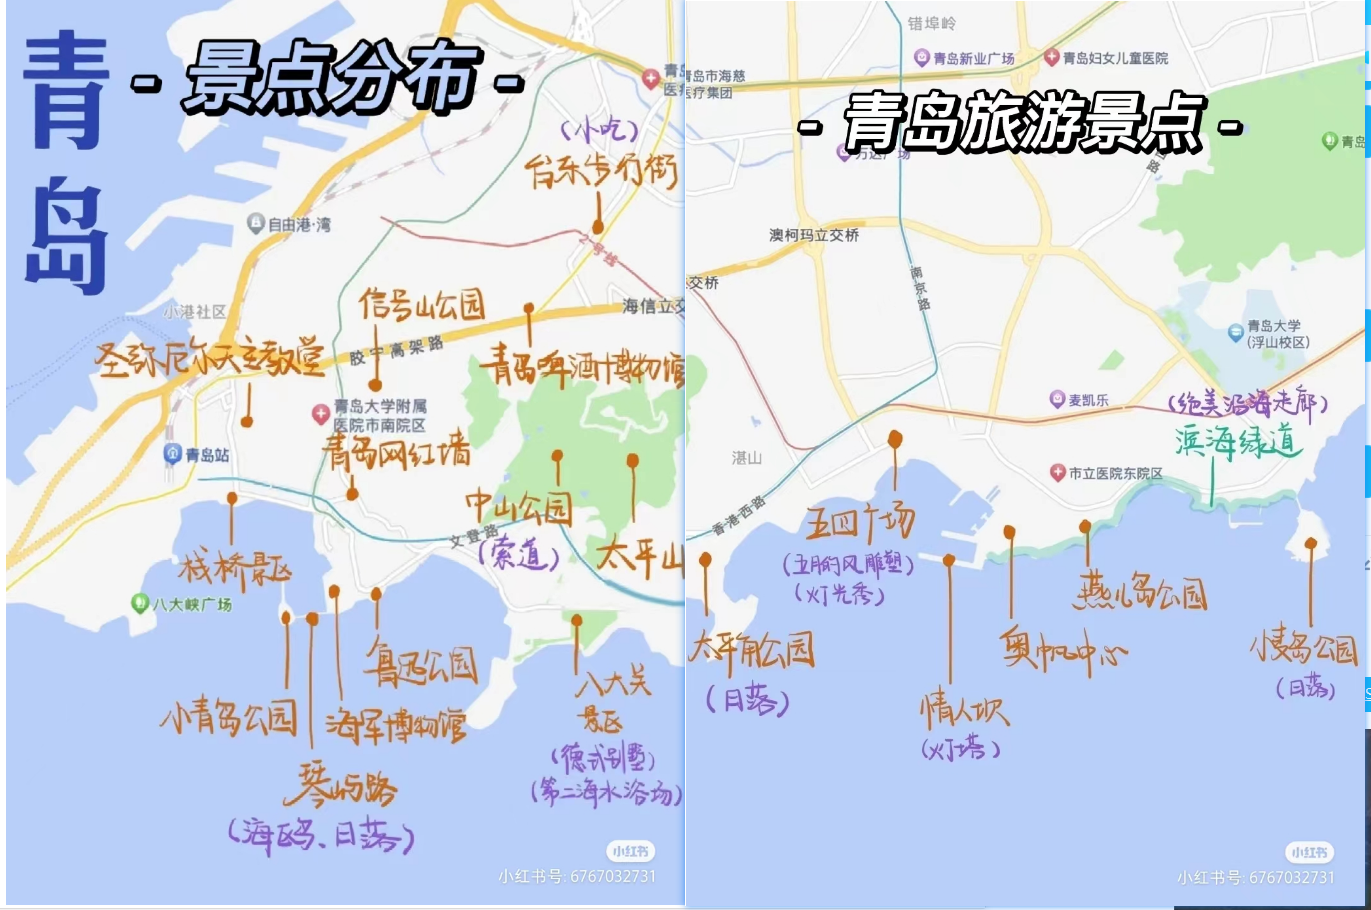 青岛
- 景点分布 -
青岛
医疗
(小吃)
台东步行街
自由港·湾
2号线
小港社区
信号山公园
海信立交
胶宁高架路
圣弥厄尔天主教堂
青岛啤酒博物馆
青岛大学附属
医院市南院区
青岛站
青岛网红墙
中山公园
(索道)
文登路
太平山
栈桥景区
八大峡广场
鲁迅公园
小青岛公园
海军博物馆
八大关
景区
(德式别墅)
(第二海水浴场)
琴屿路
(海鸥、日落)
小红书
小红书号: 6767032731
错埠岭
青岛新业广场
青岛妇女儿童医院
青岛市海慈
医疗集团
- 青岛旅游景点 -
万达广场
青岛
路
澳柯玛立交桥
交桥
南京路
青岛大学
(浮山校区)
麦凯乐
(绝美沿海走廊)
滨海绿道
湛山
市立医院东院区
香港西路
五四广场
(五月的风雕塑)
(灯光秀)
燕儿岛公园
太平角公园
(日落)
奥帆中心
小麦岛公园
(日落)
情人坝
(灯塔)
小红书
小红书号: 6767032731